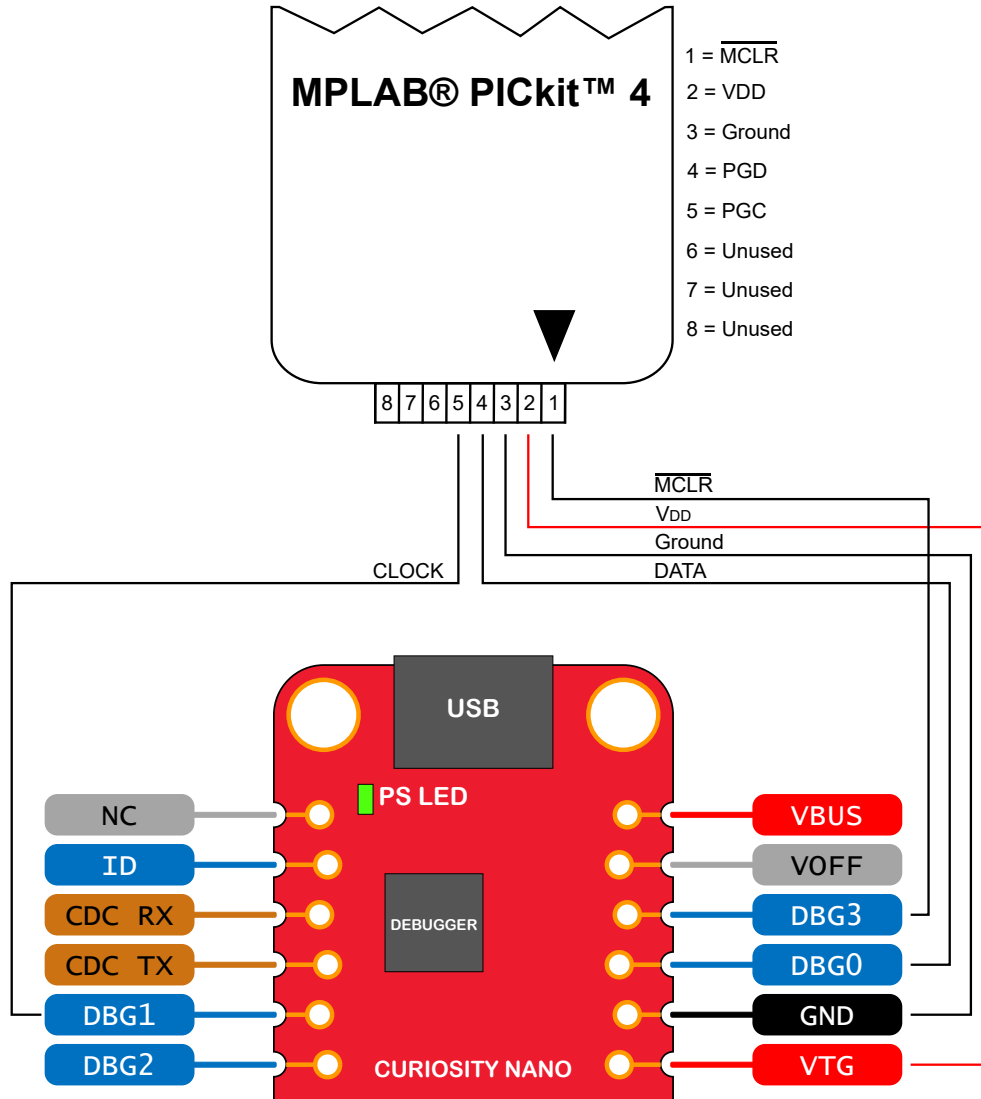 MPLAB® PICkit™ 4
1 = MCLR
2 = VDD
3 = Ground
4 = PGD
5 = PGC
6 = Unused
7 = Unused
8 = Unused
8 7 6 5 4 3 2 1
MCLR
VDD
Ground
CLOCK
DATA
USB
PS LED
NC
VBUS
ID
VOFF
CDC RX
DEBUGGER
DBG3
CDC TX
DBG0
DBG1
GND
DBG2
CURIOSITY NANO
VTG